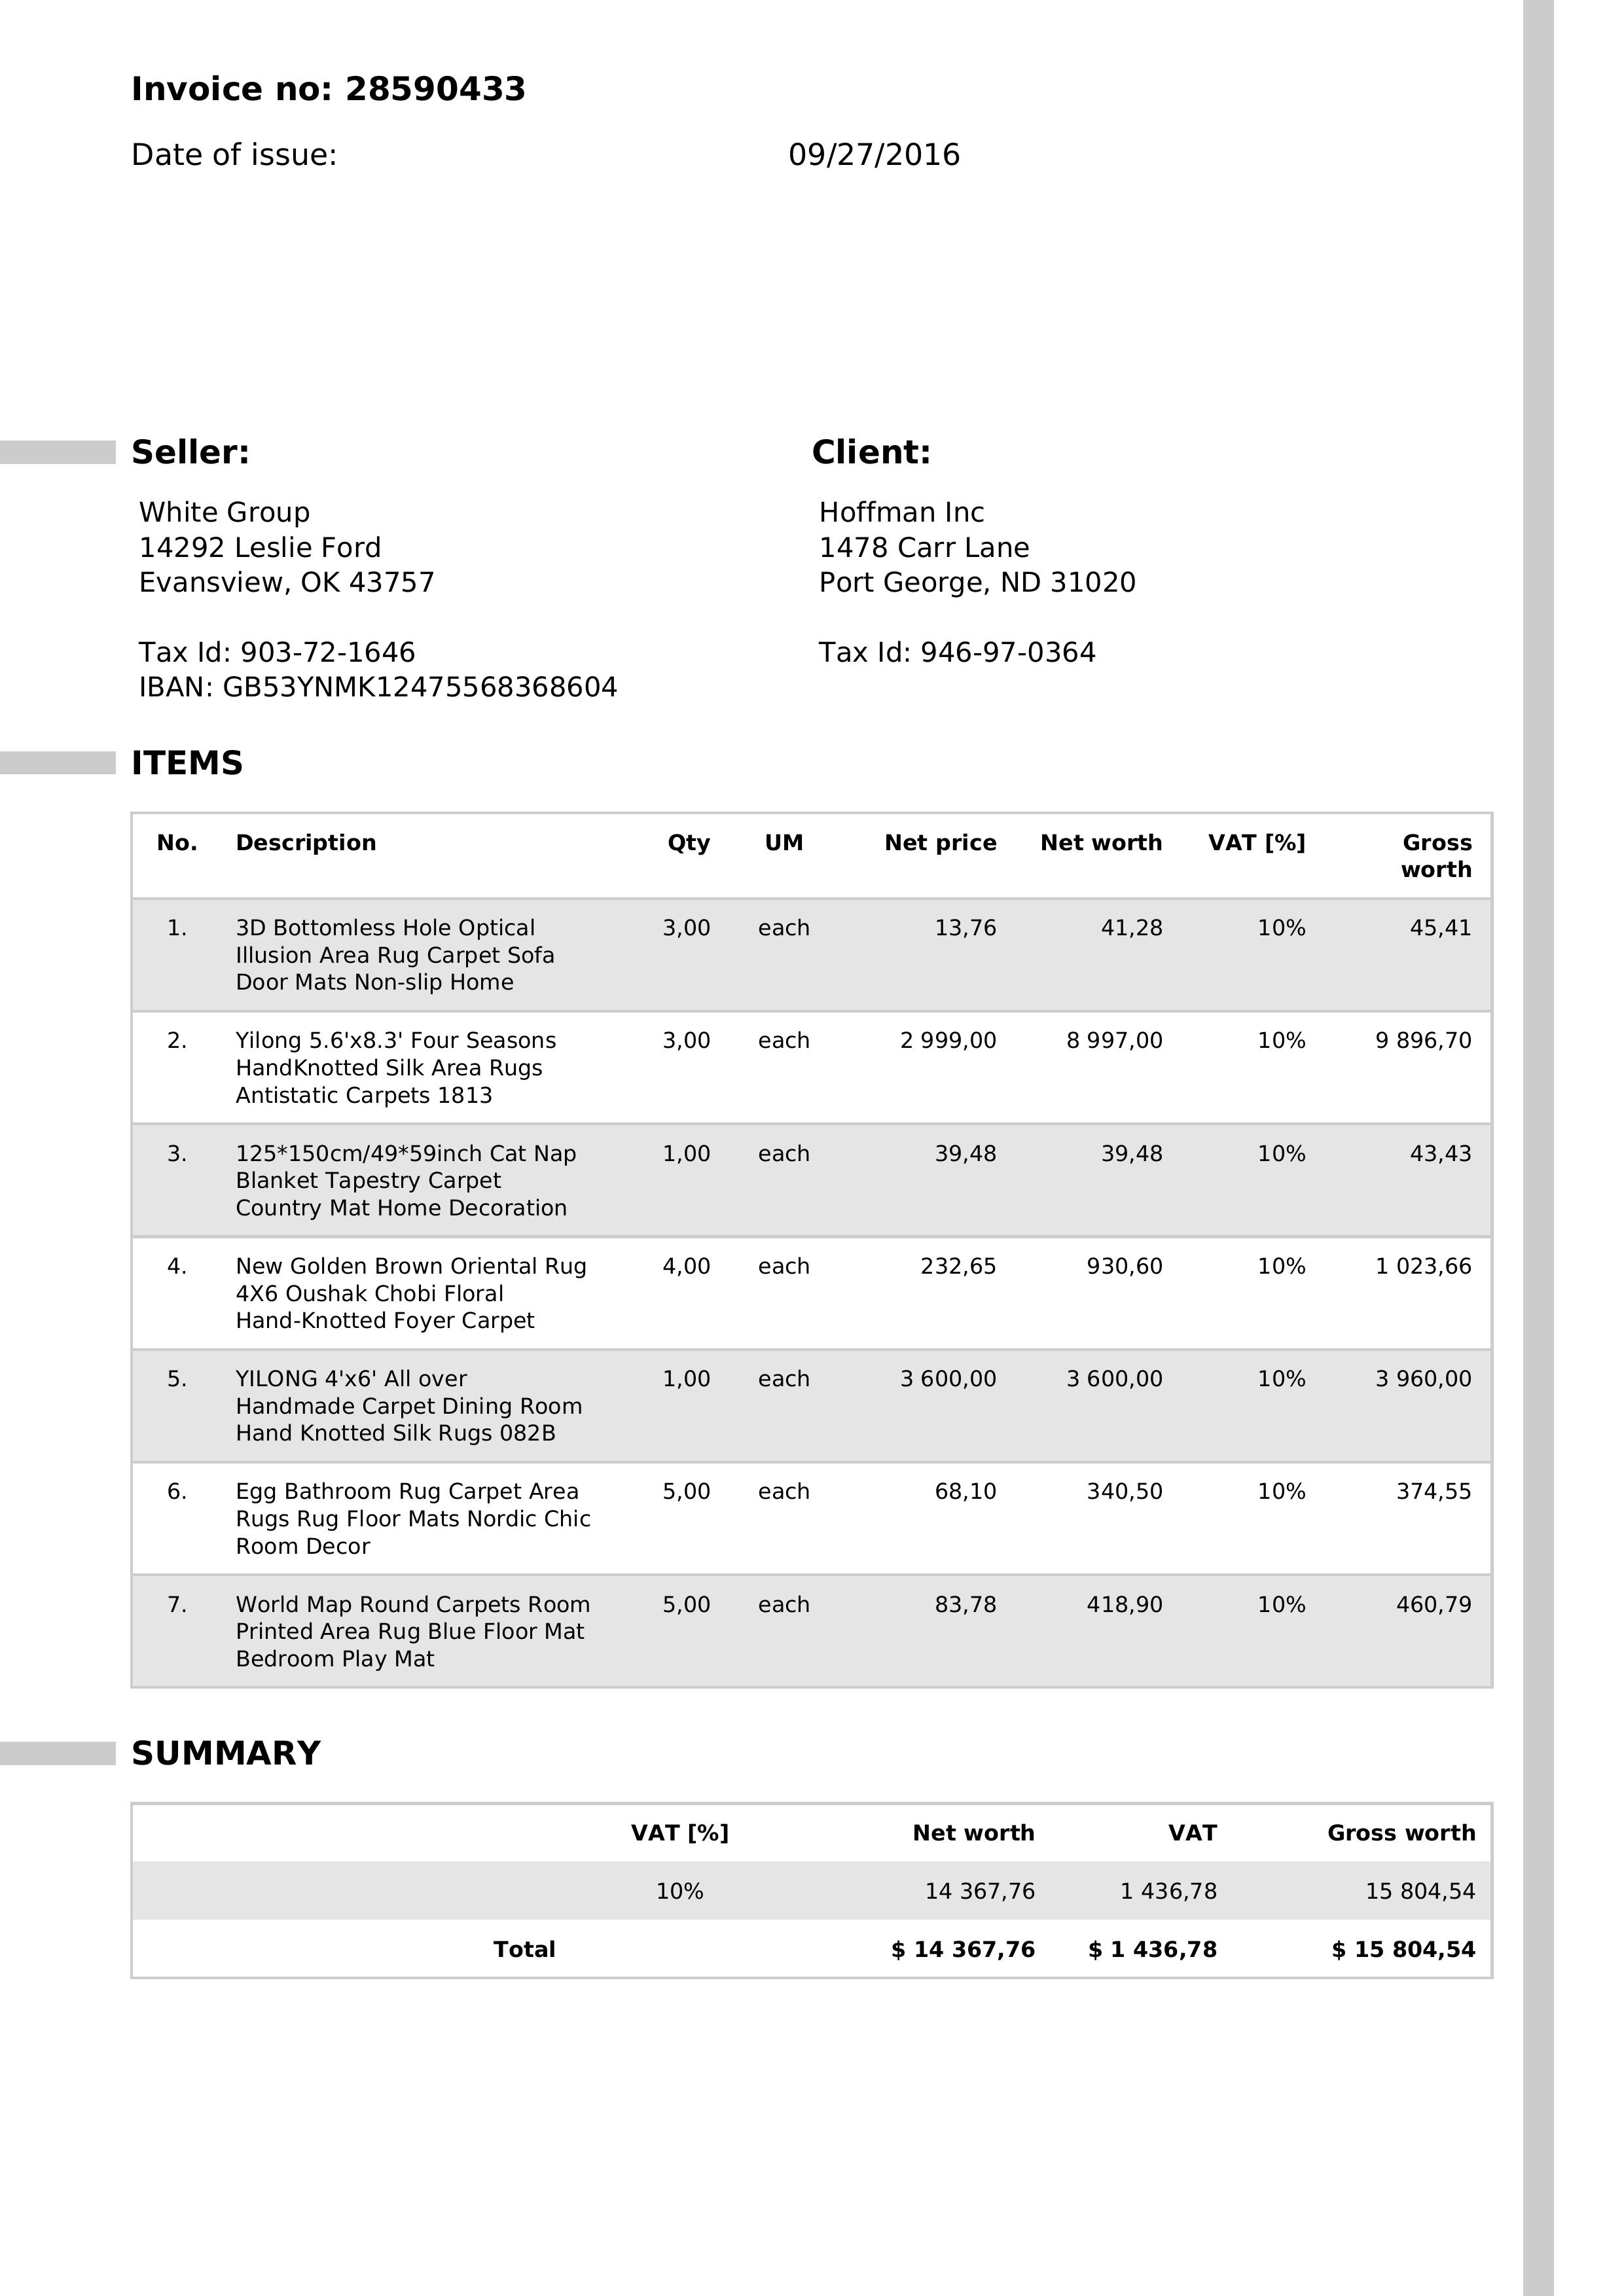 Invoice no: 28590433
Date of issue: 09/27/2016
Seller: Client:
White Group Hoffman Inc
14292 Leslie Ford 1478 Carr Lane
Evansview, OK 43757 Port George, ND 31020
Tax Id: 903-72-1646 Tax Id: 946-97-0364
IBAN: GB53YNMK12475568368604
ITEMS
No. Description Qty UM Net price Net worth VAT [%] Gross
worth
1. 3D Bottomless Hole Optical 3,00 each 13,76 41,28 10% 45,41
Illusion Area Rug Carpet Sofa
Door Mats Non-slip Home
2. Yilong 5.6'x8.3' Four Seasons 3,00 each 2 999,00 8 997,00 10% 9 896,70
HandKnotted Silk Area Rugs
Antistatic Carpets 1813
3. 125*150cm/49*59inch Cat Nap 1,00 each 39,48 39,48 10% 43,43
Blanket Tapestry Carpet
Country Mat Home Decoration
4. New Golden Brown Oriental Rug 4,00 each 232,65 930,60 10% 1 023,66
4X6 Oushak Chobi Floral
Hand-Knotted Foyer Carpet
5. YILONG 4'x6' All over 1,00 each 3 600,00 3 600,00 10% 3 960,00
Handmade Carpet Dining Room
Hand Knotted Silk Rugs 082B
6. Egg Bathroom Rug Carpet Area 5,00 each 68,10 340,50 10% 374,55
Rugs Rug Floor Mats Nordic Chic
Room Decor
7. World Map Round Carpets Room 5,00 each 83,78 418,90 10% 460,79
Printed Area Rug Blue Floor Mat
Bedroom Play Mat
SUMMARY
VAT [%] Net worth VAT Gross worth
10% 14 367,76 1 436,78 15 804,54
Total $ 14 367,76 $ 1 436,78 $ 15 804,54